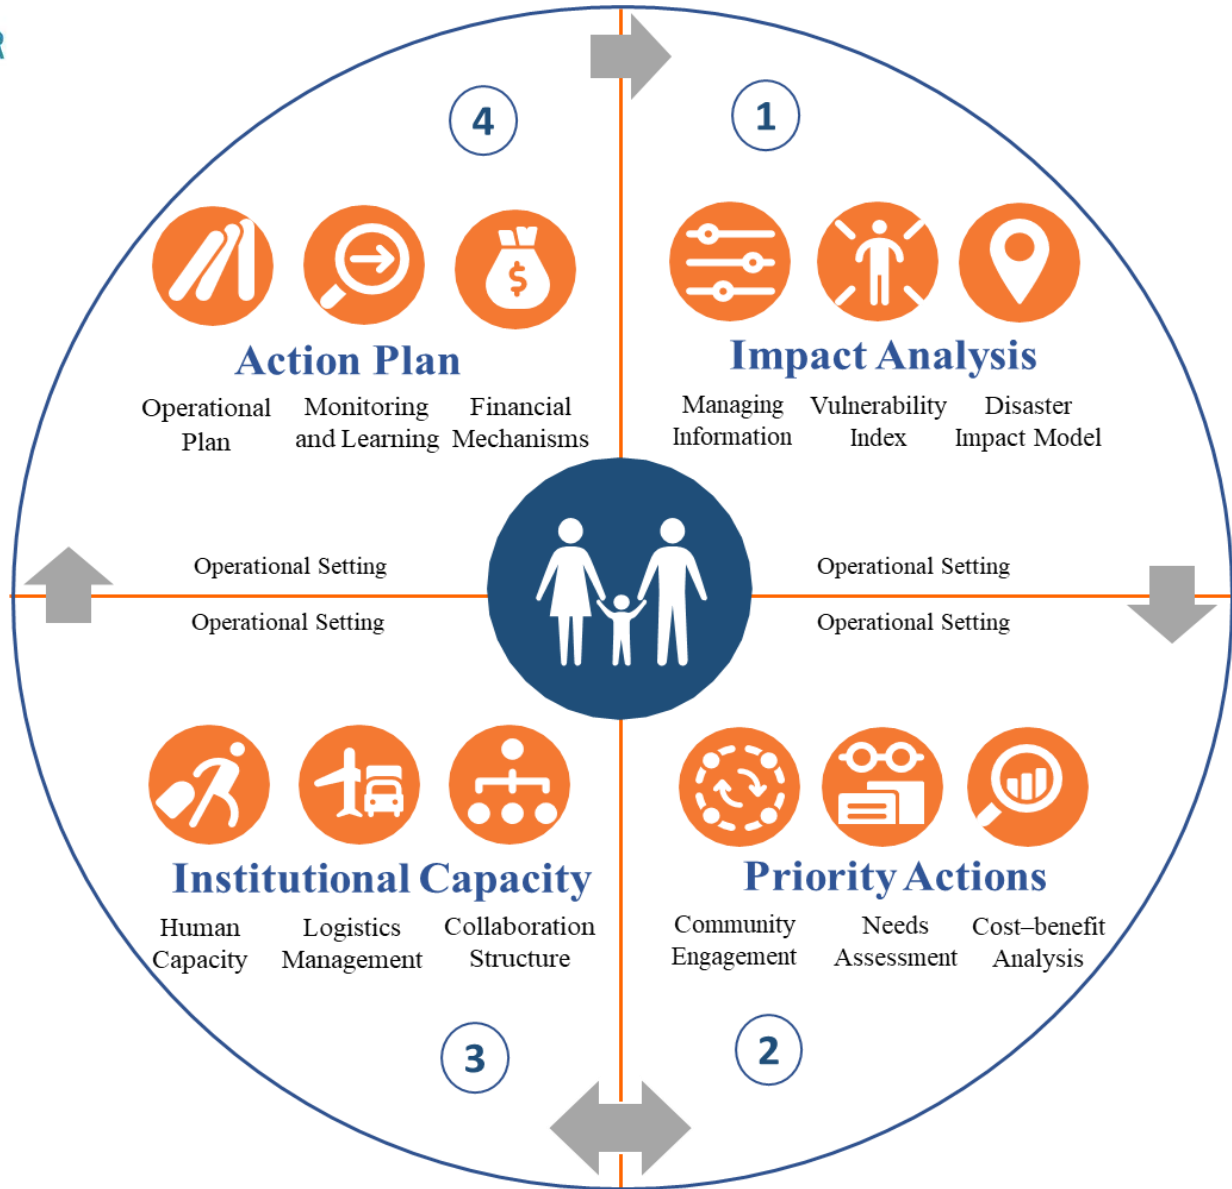 R
4
1
Action Plan
Operational
Plan
Monitoring
and Learning
Financial
Mechanisms
Impact Analysis
Managing
Information
Vulnerability
Index
Disaster
Impact Model
$
Operational Setting
Operational Setting
Operational Setting
Operational Setting
Institutional Capacity
Human
Capacity
Logistics
Management
Collaboration
Structure
Priority Actions
Community
Engagement
Needs
Assessment
Cost–benefit
Analysis
3
2